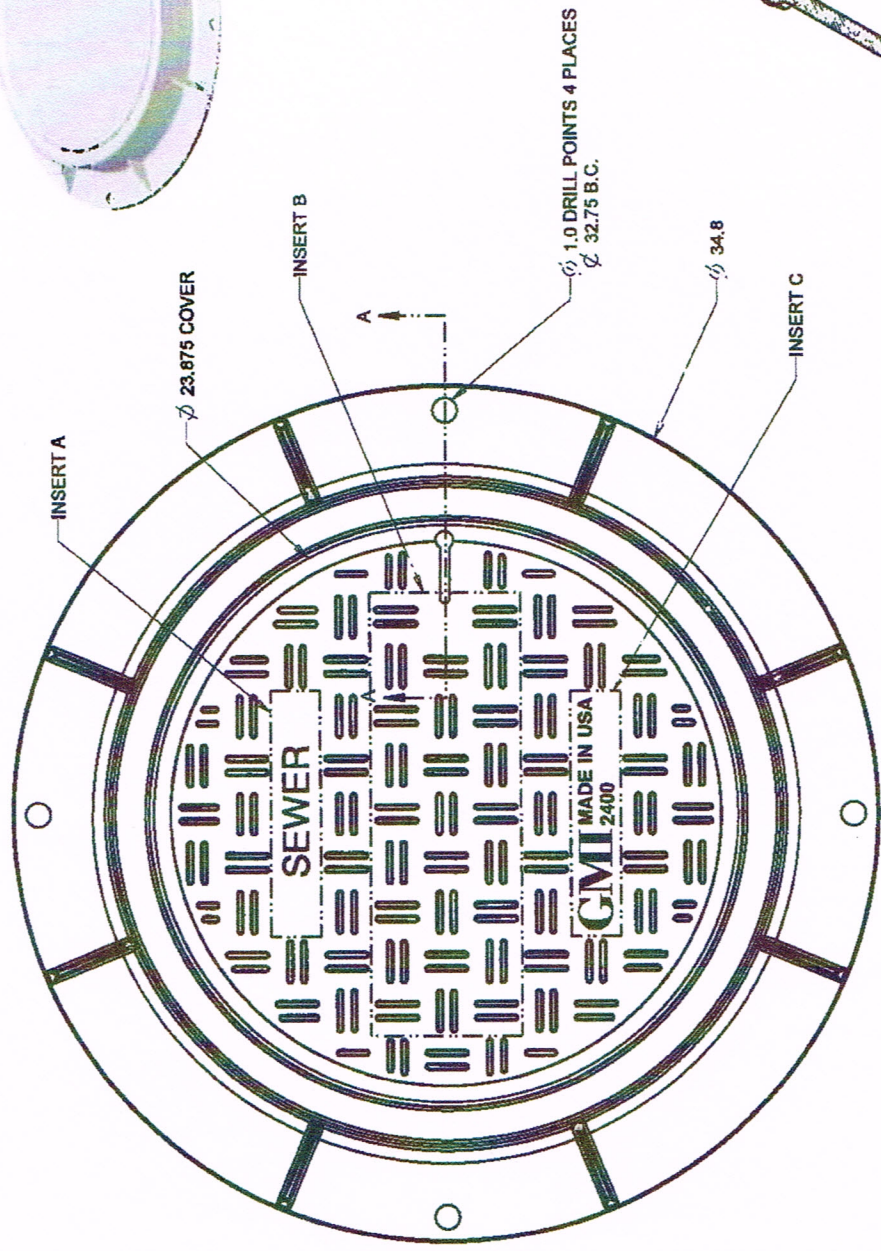 INSERT A
Ø 23.875 COVER
INSERT B
A
A
Ø 1.0 DRILL POINTS 4 PLACES
Ø 32.75 B.C.
Ø 34.8
INSERT C
SEWER
GMI MADE IN USA
2400